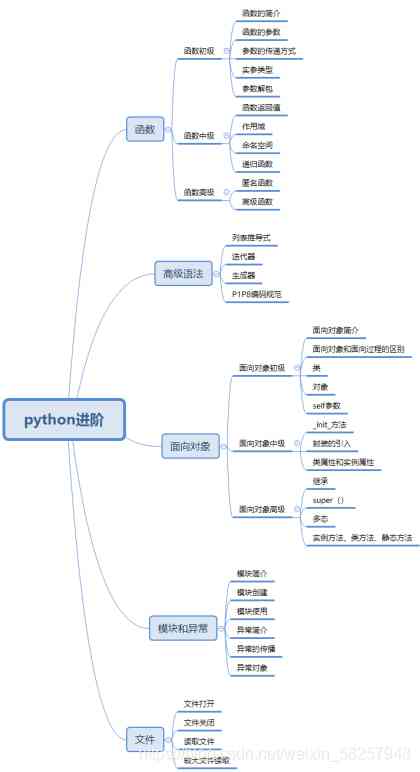 python进阶
函数
函数初级
函数的简介
函数的参数
参数的传递方式
实参类型
参数解包
函数中级
函数返回值
作用域
命名空间
递归函数
函数高级
匿名函数
高级函数
高级语法
列表推导式
迭代器
生成器
P1P8编码规范
面向对象
面向对象初级
面向对象简介
面向对象和面向过程的区别
类
对象
self参数
面向对象中级
_init_方法
封装的引入
类属性和实例属性
面向对象高级
继承
super（）
多态
实例方法、类方法、静态方法
模块和异常
模块简介
模块创建
模块使用
异常简介
异常的传播
异常对象
文件
文件打开
文件关闭
读取文件
较大文件读取